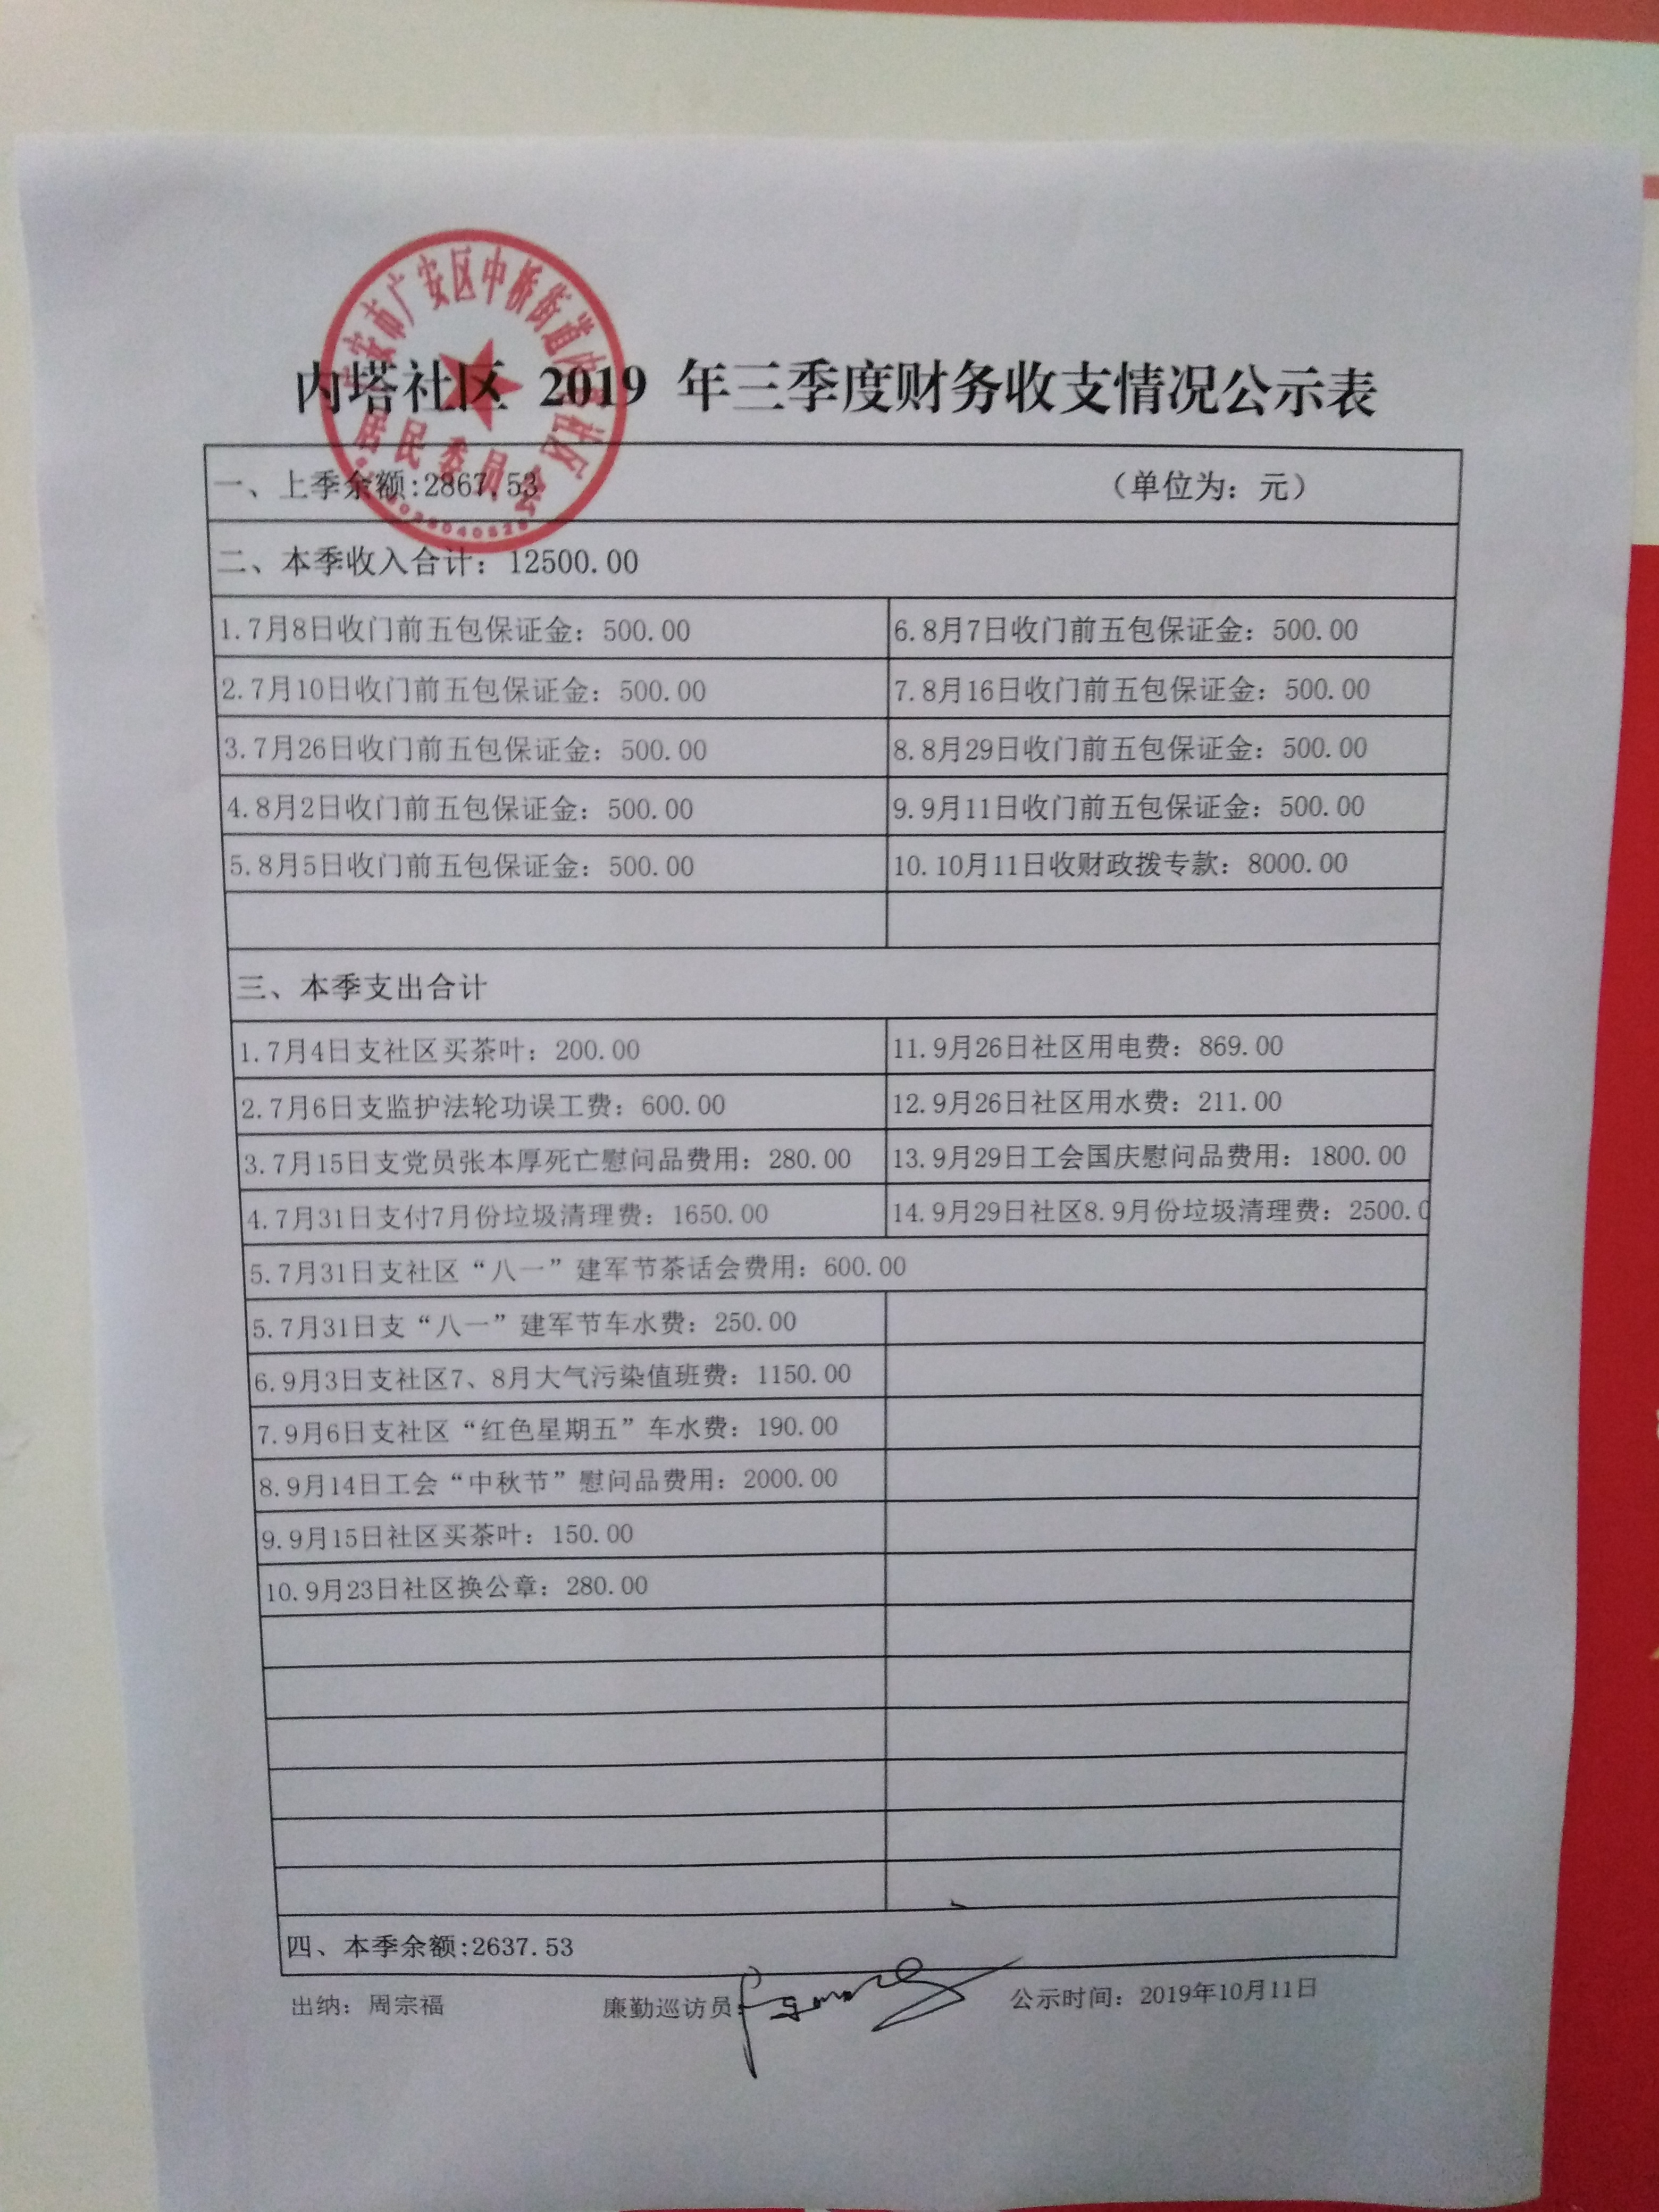 内塔社区 2019 年三季度财务收支情况公示表
安市广安区中桥街道内塔社区
居民委员会
一、上季余额:2867.53 （单位为：元）
二、本季收入合计：12500.00
1.7月8日收门前五包保证金：500.00 6.8月7日收门前五包保证金：500.00
2.7月10日收门前五包保证金：500.00 7.8月16日收门前五包保证金：500.00
3.7月26日收门前五包保证金：500.00 8.8月29日收门前五包保证金：500.00
4.8月2日收门前五包保证金：500.00 9.9月11日收门前五包保证金：500.00
5.8月5日收门前五包保证金：500.00 10.10月11日收财政拨专款：8000.00
三、本季支出合计
1.7月4日支社区买茶叶：200.00 11.9月26日社区用电费：869.00
2.7月6日支监护法轮功误工费：600.00 12.9月26日社区用水费：211.00
3.7月15日支党员张本厚死亡慰问品费用：280.00 13.9月29日工会国庆慰问品费用：1800.00
4.7月31日支付7月份垃圾清理费：1650.00 14.9月29日社区8.9月份垃圾清理费：2500.0
5.7月31日支社区“八一”建军节茶话会费用：600.00
5.7月31日支“八一”建军节车水费：250.00
6.9月3日支社区7、8月大气污染值班费：1150.00
7.9月6日支社区“红色星期五”车水费：190.00
8.9月14日工会“中秋节”慰问品费用：2000.00
9.9月15日社区买茶叶：150.00
10.9月23日社区换公章：280.00
四、本季余额:2637.53
出纳：周宗福 廉勤巡访员： 公示时间：2019年10月11日